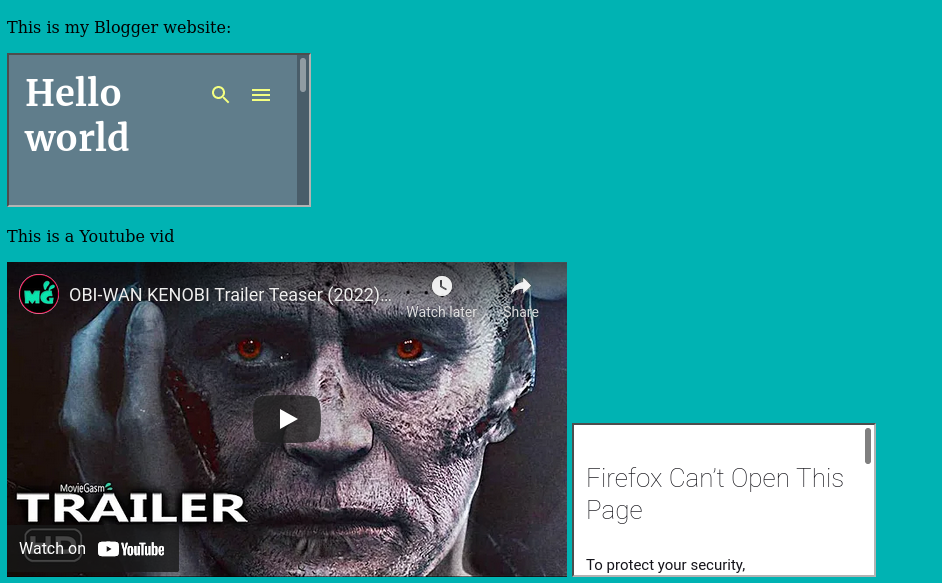 This is my Blogger website:
Hello
world
This is a Youtube vid
MG
OBI-WAN KENOBI Trailer Teaser (2022)...
Watch later
Share
MovieGasm
TRAILER
HD
Watch on YouTube
Firefox Can't Open This
Page
To protect your security,